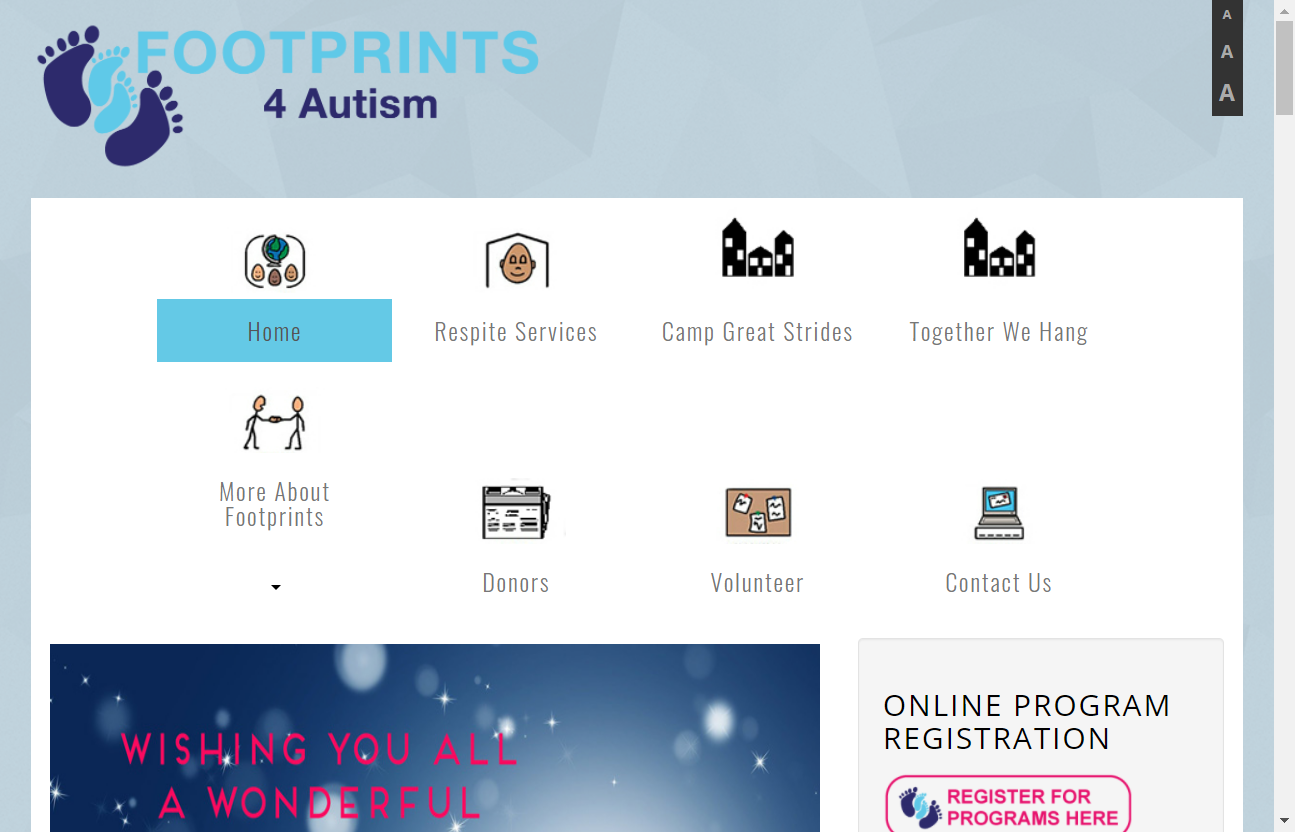 FOOTPRINTS
4 Autism
A
A
A
Home
Respite Services
Camp Great Strides
Together We Hang
More About
Footprints
Donors
Volunteer
Contact Us
WISHING YOU ALL
A WONDERFUL
ONLINE PROGRAM
REGISTRATION
REGISTER FOR
PROGRAMS HERE